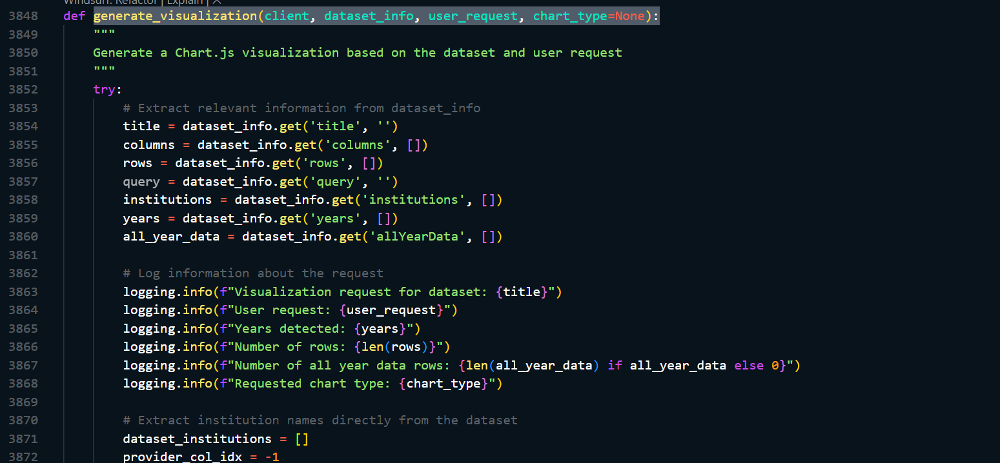 Windsurf: Refactor | Explain | ✕
3848 def generate_visualization(client, dataset_info, user_request, chart_type=None):
3849 """
3850 Generate a Chart.js visualization based on the dataset and user request
3851 """
3852 try:
3853 # Extract relevant information from dataset_info
3854 title = dataset_info.get('title', '')
3855 columns = dataset_info.get('columns', [])
3856 rows = dataset_info.get('rows', [])
3857 query = dataset_info.get('query', '')
3858 institutions = dataset_info.get('institutions', [])
3859 years = dataset_info.get('years', [])
3860 all_year_data = dataset_info.get('allYearData', [])
3861
3862 # Log information about the request
3863 logging.info(f"Visualization request for dataset: {title}")
3864 logging.info(f"User request: {user_request}")
3865 logging.info(f"Years detected: {years}")
3866 logging.info(f"Number of rows: {len(rows)}")
3867 logging.info(f"Number of all year data rows: {len(all_year_data) if all_year_data else 0}")
3868 logging.info(f"Requested chart type: {chart_type}")
3869
3870 # Extract institution names directly from the dataset
3871 dataset_institutions = []
3872 provider_col_idx = -1